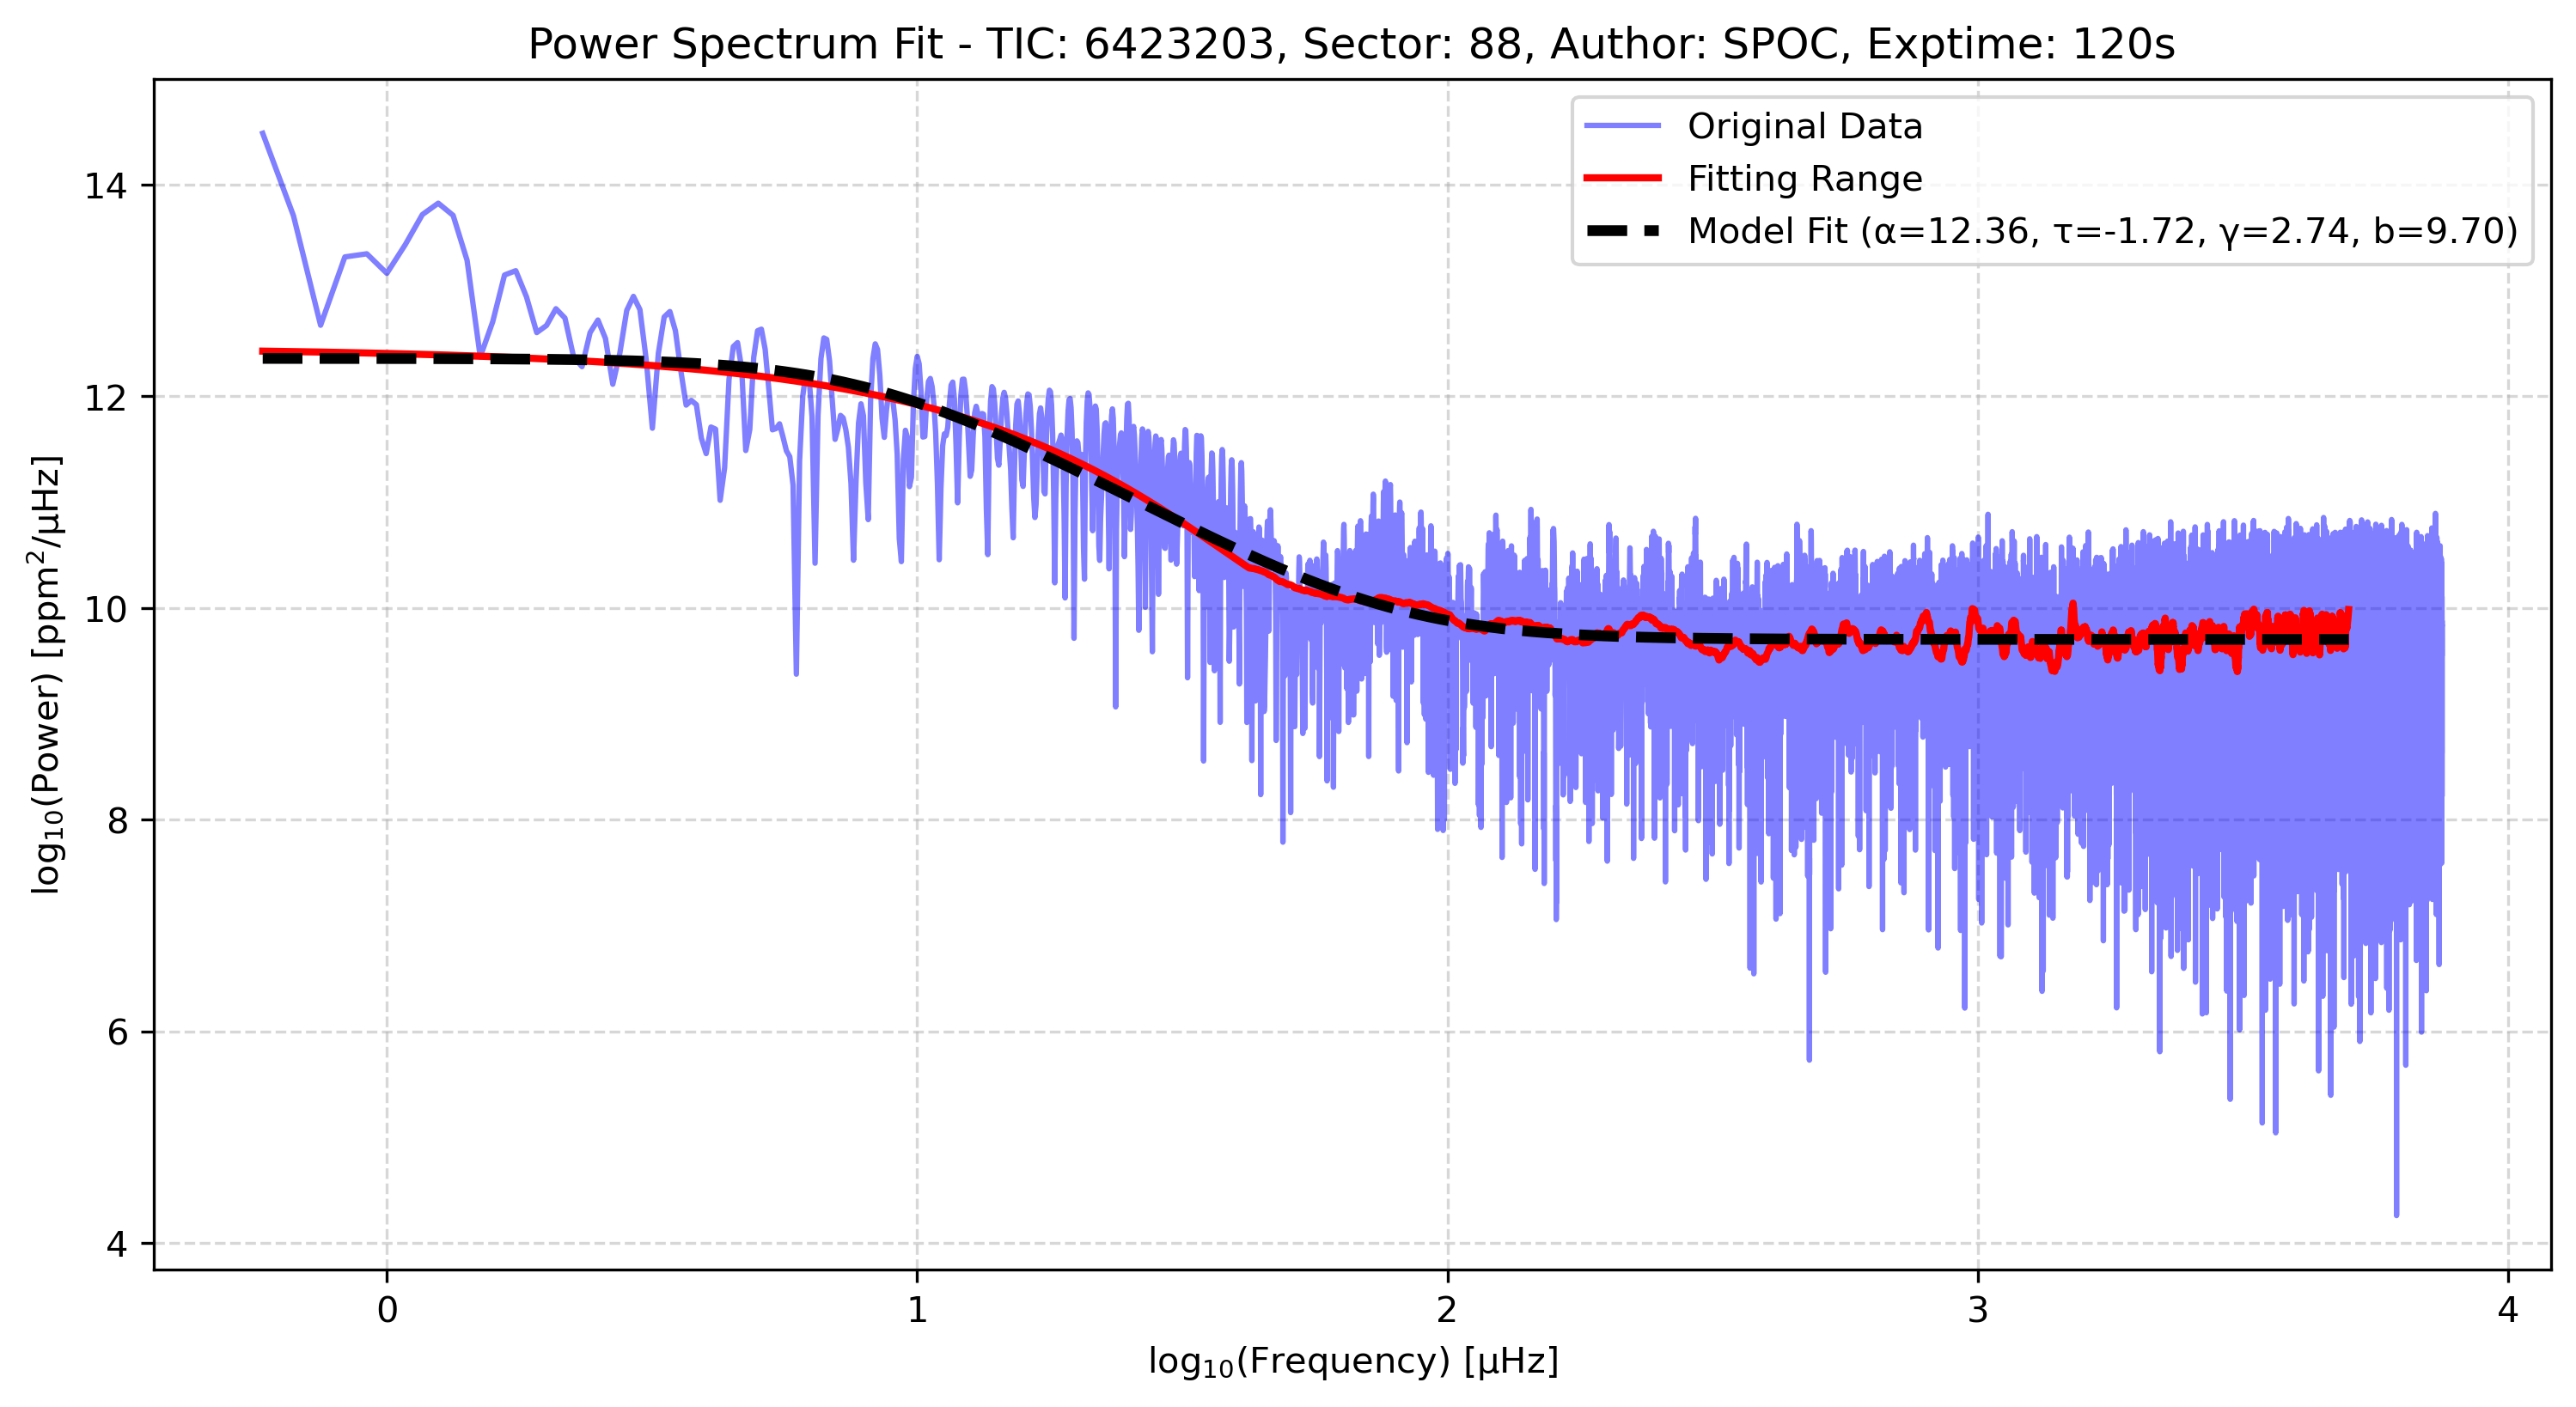 Power Spectrum Fit - TIC: 6423203, Sector: 88, Author: SPOC, Exptime: 120s
Original Data
Fitting Range
Model Fit (α=12.36, τ=-1.72, γ=2.74, b=9.70)
log₁₀(Power) [ppm²/μHz]
14
12
10
8
6
4
0 1 2 3 4
log₁₀(Frequency) [μHz]